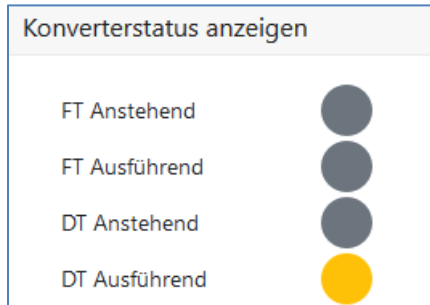 Konverterstatus anzeigen
FT Anstehend
FT Ausführend
DT Anstehend
DT Ausführend